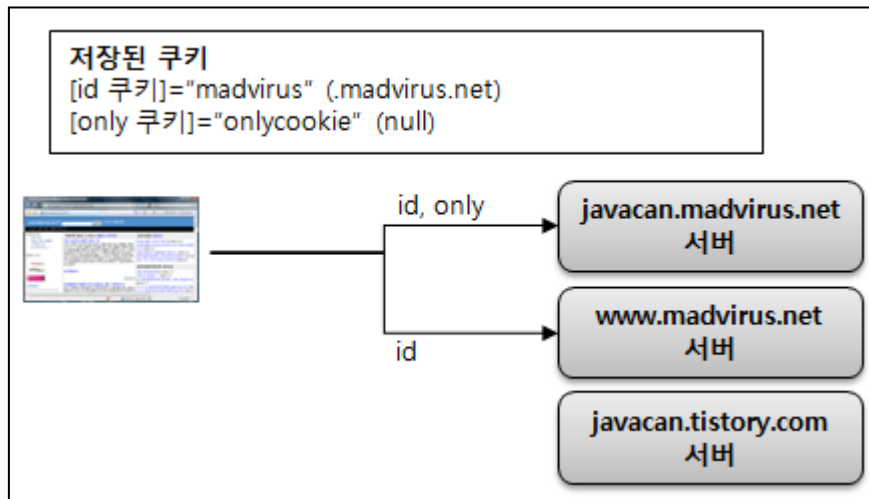 저장된 쿠키
[id 쿠키]="madvirus" (.madvirus.net)
[only 쿠키]="onlycookie" (null)
id, only
javacan.madvirus.net
서버
id
www.madvirus.net
서버
javacan.tistory.com
서버